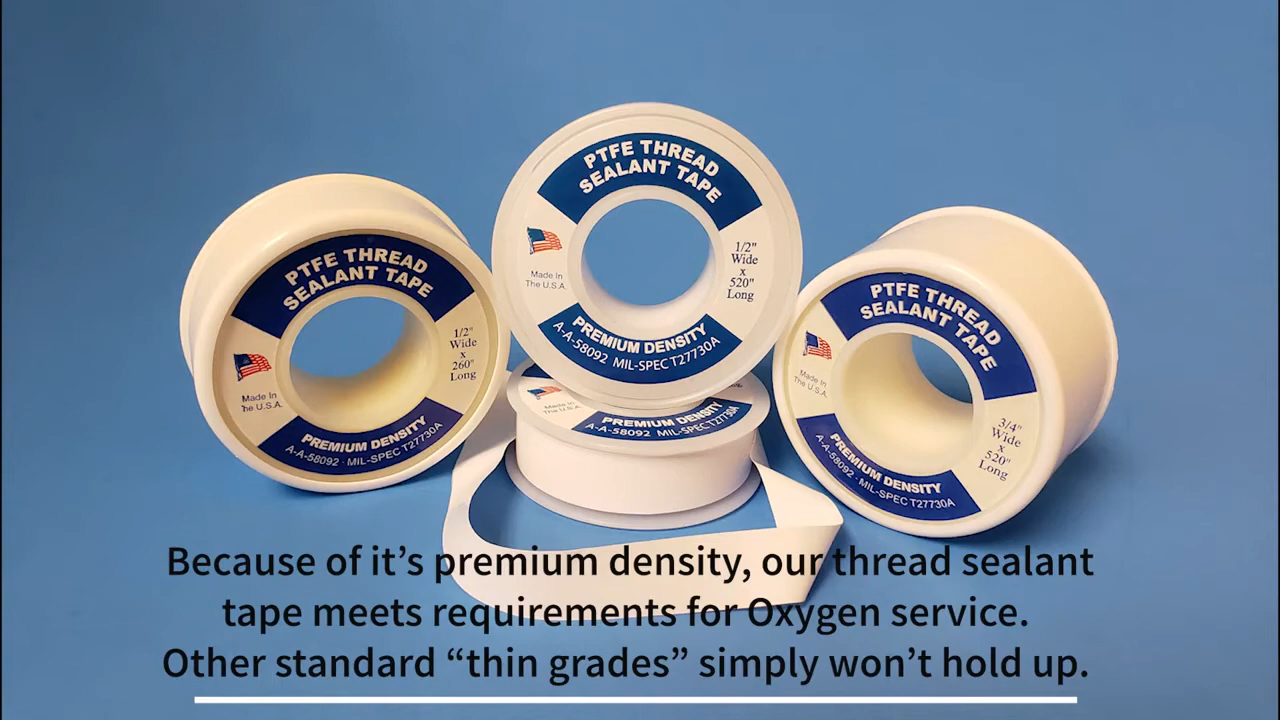 PTFE THREAD
SEALANT TAPE
1/2"
Wide
x
260"
Long
Made In
The U.S.A.
PREMIUM DENSITY
A-A-58092 · MIL-SPEC T27730A
PTFE THREAD
SEALANT TAPE
1/2"
Wide
x
520"
Long
Made In
The U.S.A.
PREMIUM DENSITY
A-A-58092 MIL-SPEC T27730A
Made In
The U.S.A.
PREMIUM DENSITY
A-A-58092 MIL-SPEC T27730A
PTFE THREAD
SEALANT TAPE
Made In
The U.S.A.
3/4"
Wide
x
520"
Long
PREMIUM DENSITY
A-A-58092 · MIL-SPEC T27730A
Because of it’s premium density, our thread sealant
tape meets requirements for Oxygen service.
Other standard “thin grades” simply won’t hold up.